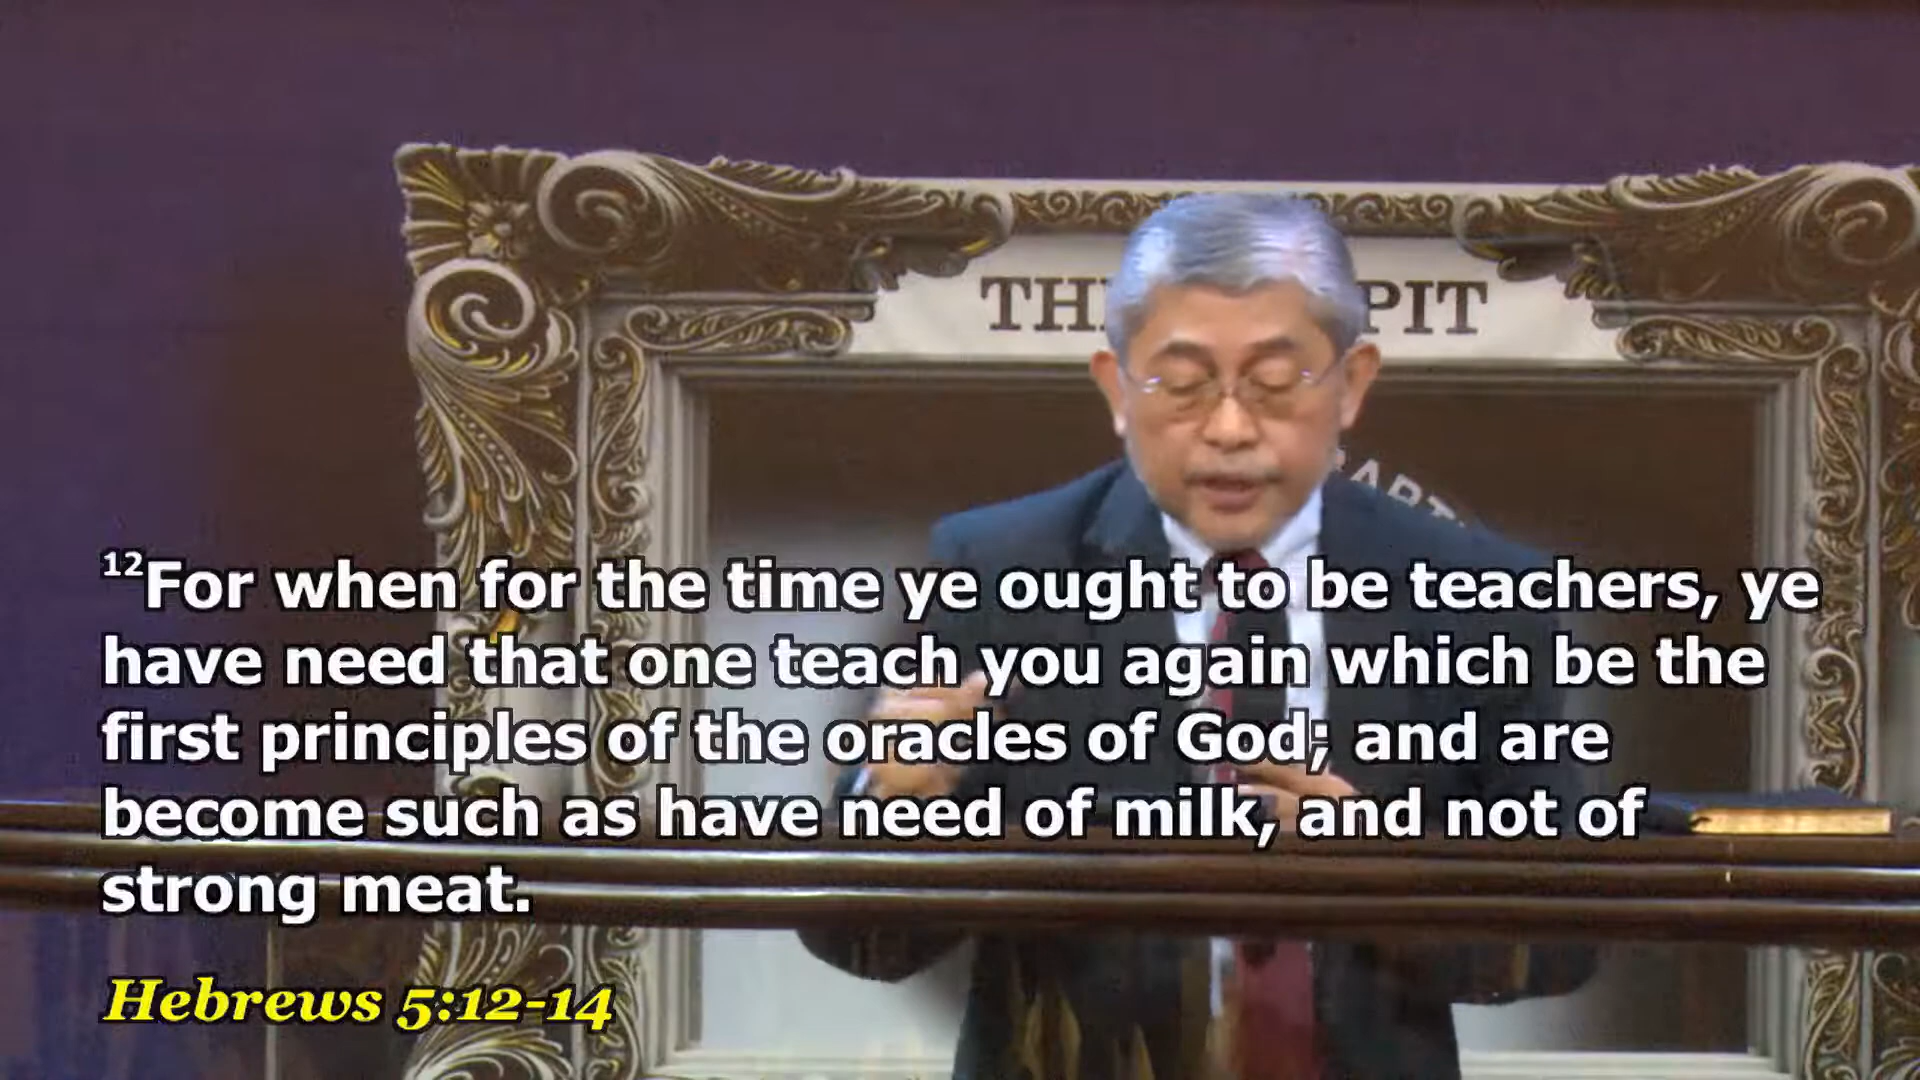 TH PIT
BART
¹²For when for the time ye ought to be teachers, ye
have need that one teach you again which be the
first principles of the oracles of God; and are
become such as have need of milk, and not of
strong meat.
Hebrews 5:12-14